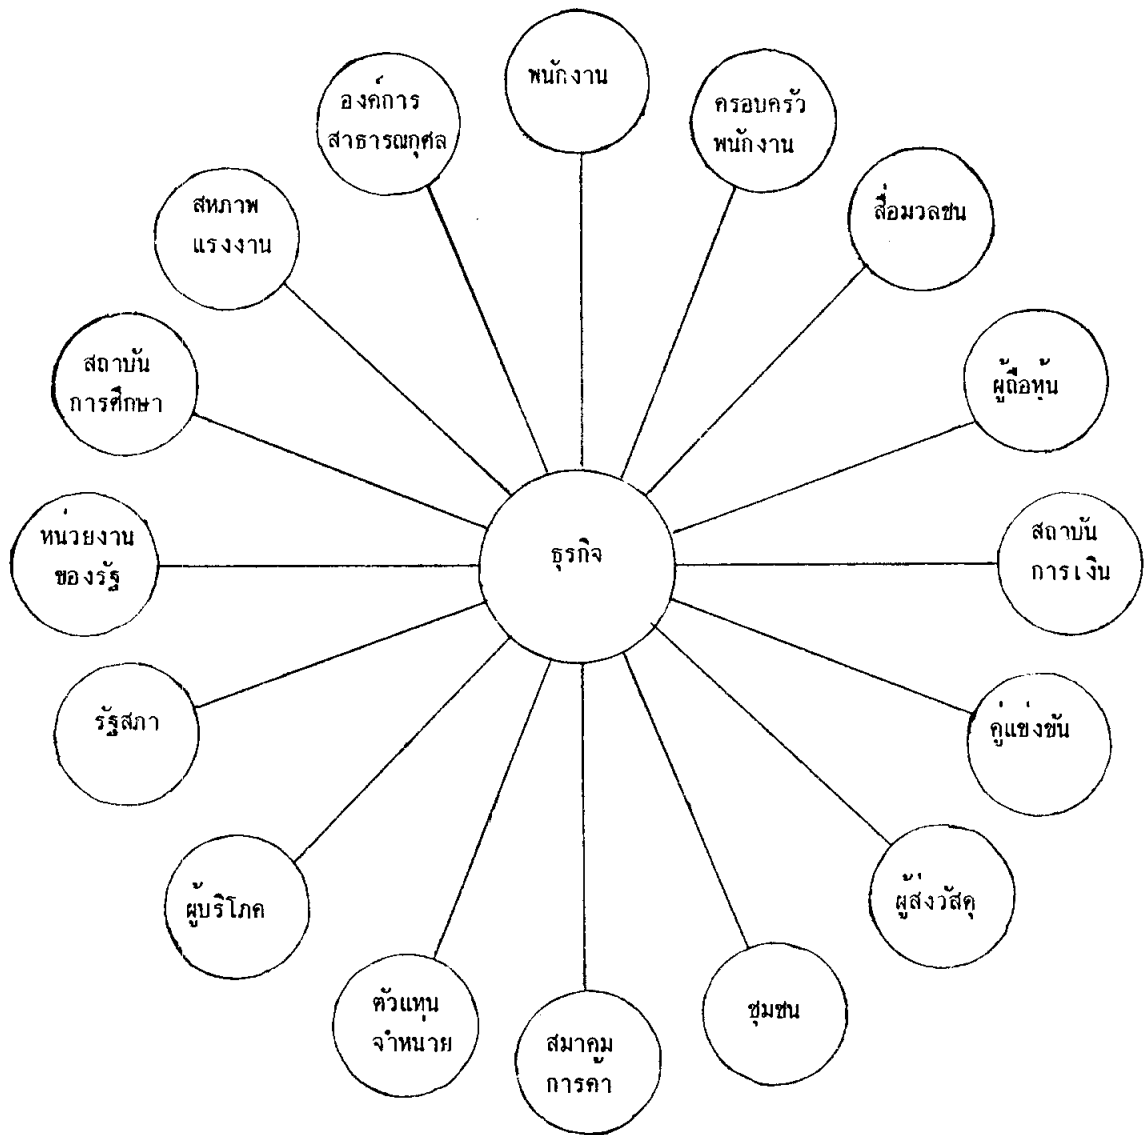 พนักงาน
ครอบครัว
พนักงาน
สื่อมวลชน
ผู้ถือหุ้น
สถาบัน
การเงิน
คู่แข่งขัน
ผู้ส่งวัสดุ
ชุมชน
สมาคม
การค้า
ตัวแทน
จำหน่าย
ผู้บริโภค
รัฐสภา
หน่วยงาน
ของรัฐ
สถาบัน
การศึกษา
สหภาพ
แรงงาน
องค์การ
สาธารณกุศล
ธุรกิจ